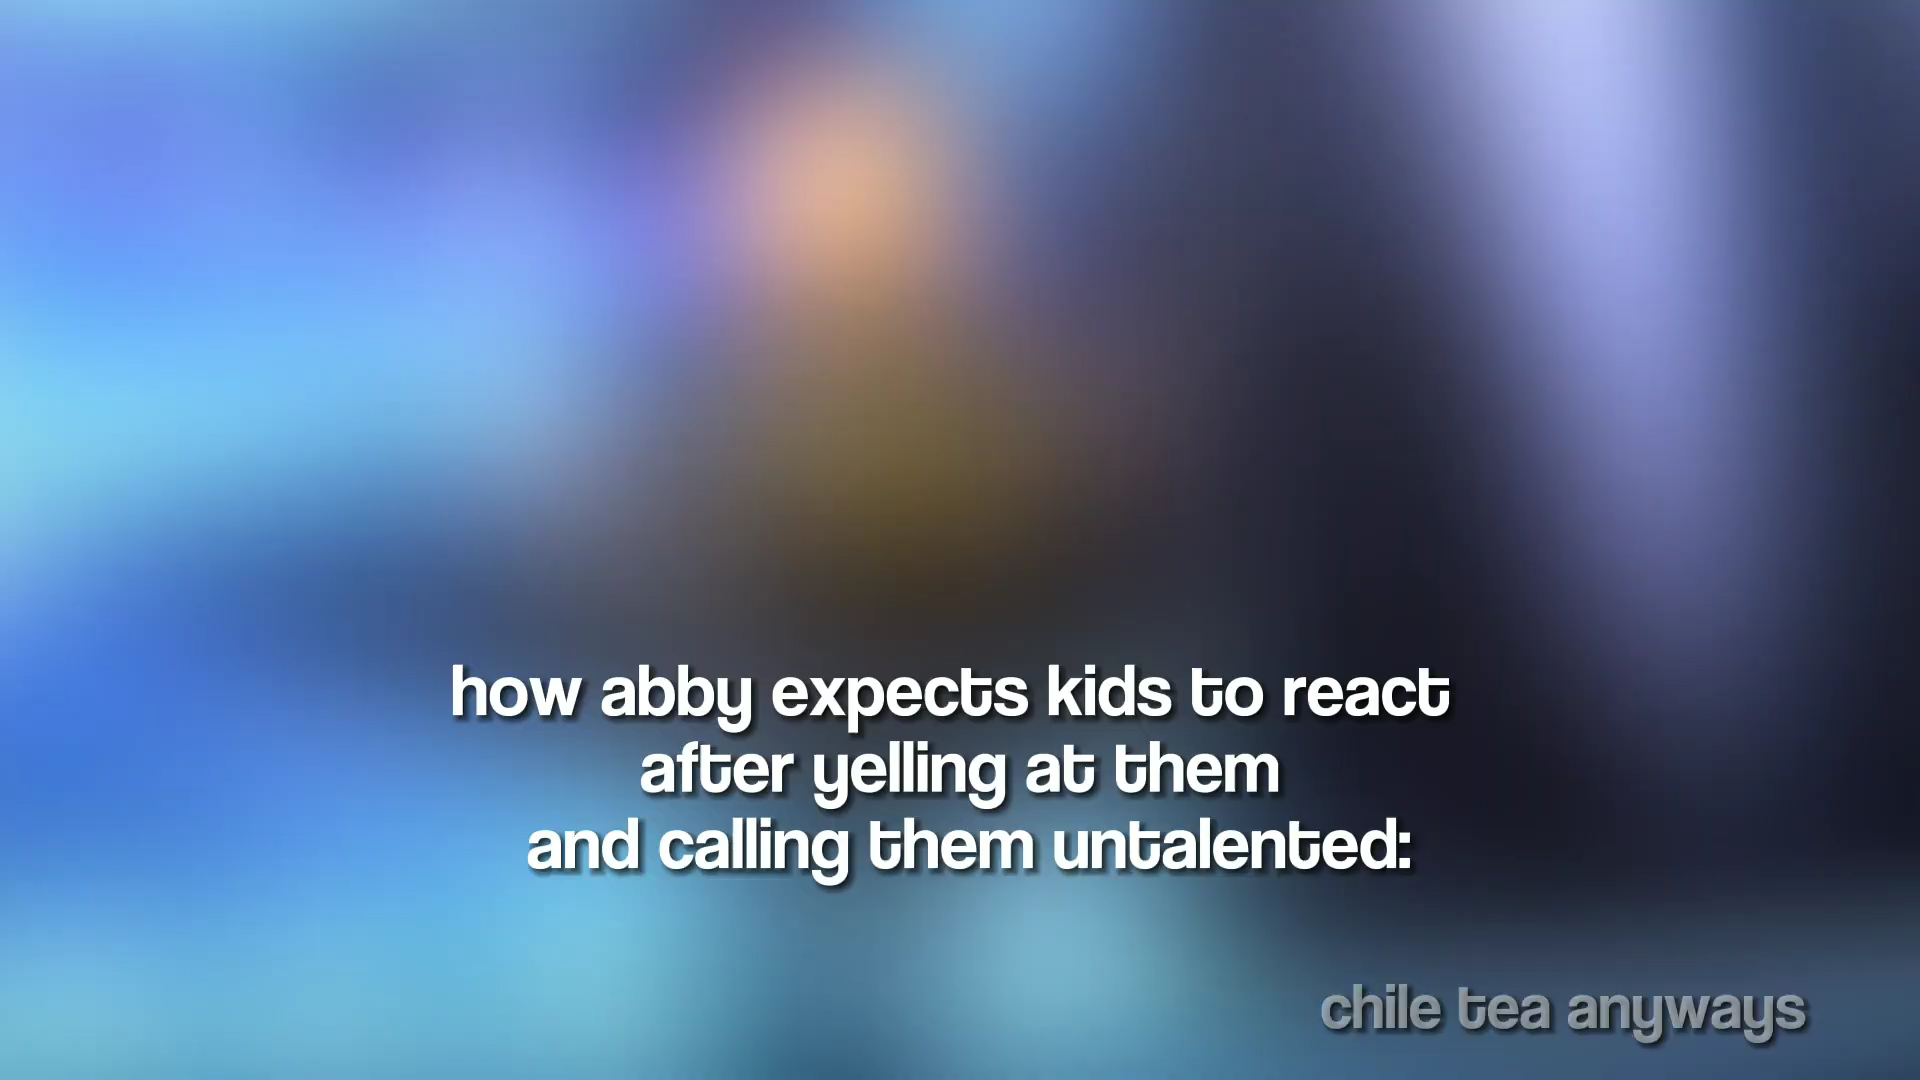 how abby expects kids to react
after yelling at them
and calling them untalented:
chile tea anyways